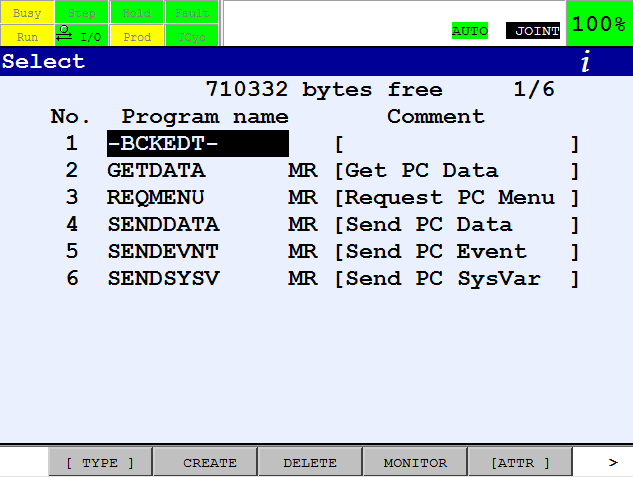 Busy Step Hold Fault
Run I/O Prod TCyc
AUTO JOINT 100%
Select i
710332 bytes free 1/6
No. Program name Comment
1 -BCKEDT- [ ]
2 GETDATA MR [Get PC Data ]
3 REQMENU MR [Request PC Menu ]
4 SENDDATA MR [Send PC Data ]
5 SENDEVNT MR [Send PC Event ]
6 SENDSYSV MR [Send PC SysVar ]
[ TYPE ] CREATE DELETE MONITOR [ATTR ] >